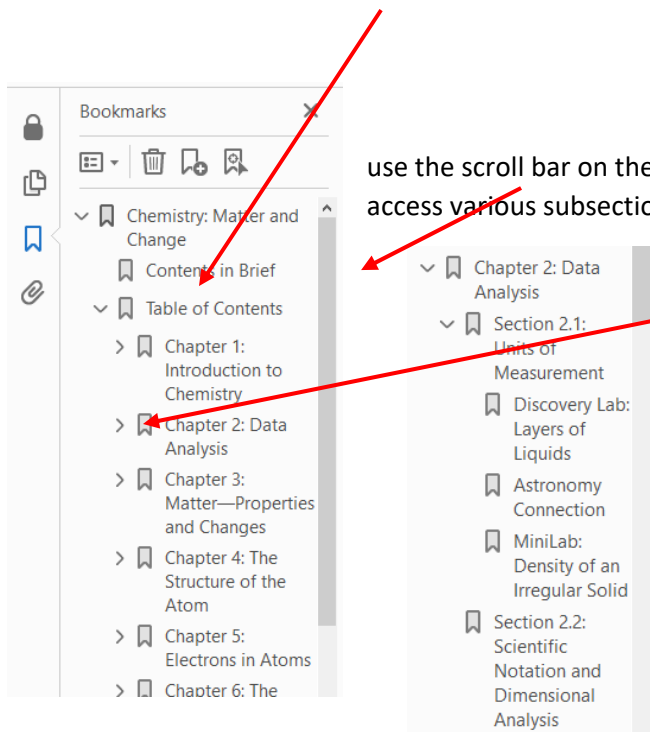 Bookmarks
use the scroll bar on the
access various subsectio
Chemistry: Matter and
Change
Contents in Brief
Table of Contents
Chapter 1:
Introduction to
Chemistry
Chapter 2: Data
Analysis
Chapter 3:
Matter—Properties
and Changes
Chapter 4: The
Structure of the
Atom
Chapter 5:
Electrons in Atoms
Chapter 6: The
Chapter 2: Data
Analysis
Section 2.1:
Units of
Measurement
Discovery Lab:
Layers of
Liquids
Astronomy
Connection
MiniLab:
Density of an
Irregular Solid
Section 2.2:
Scientific
Notation and
Dimensional
Analysis